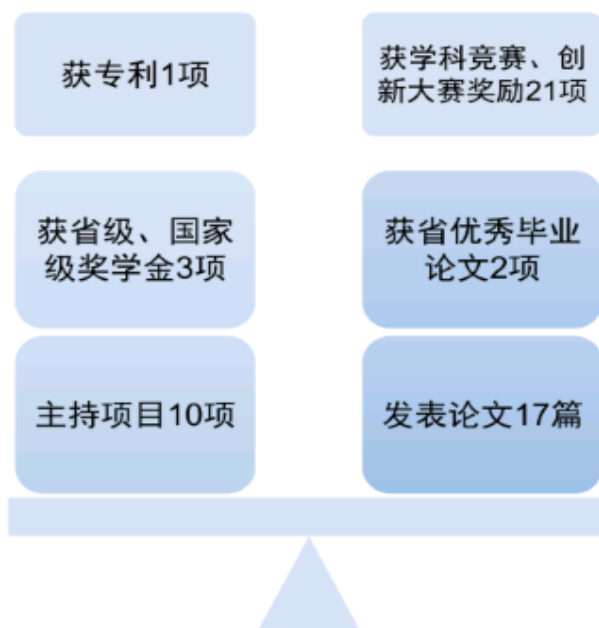 获专利1项
获学科竞赛、创
新大赛奖励21项
获省级、国家
级奖学金3项
获省优秀毕业
论文2项
主持项目10项
发表论文17篇